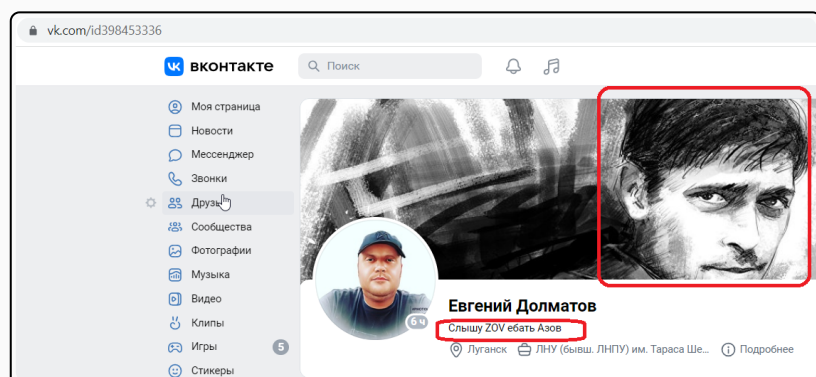 vk.com/id398453336
вконтакте
Поиск
Моя страница
Новости
Мессенджер
Звонки
Друзья
Сообщества
Фотографии
Музыка
Видео
Клипы
Игры 5
Стикеры
6 ч
Евгений Долматов
Слышу ZOV ебать Азов
Луганск ЛНУ (бывш. ЛНПУ) им. Тараса Ше... Подробнее